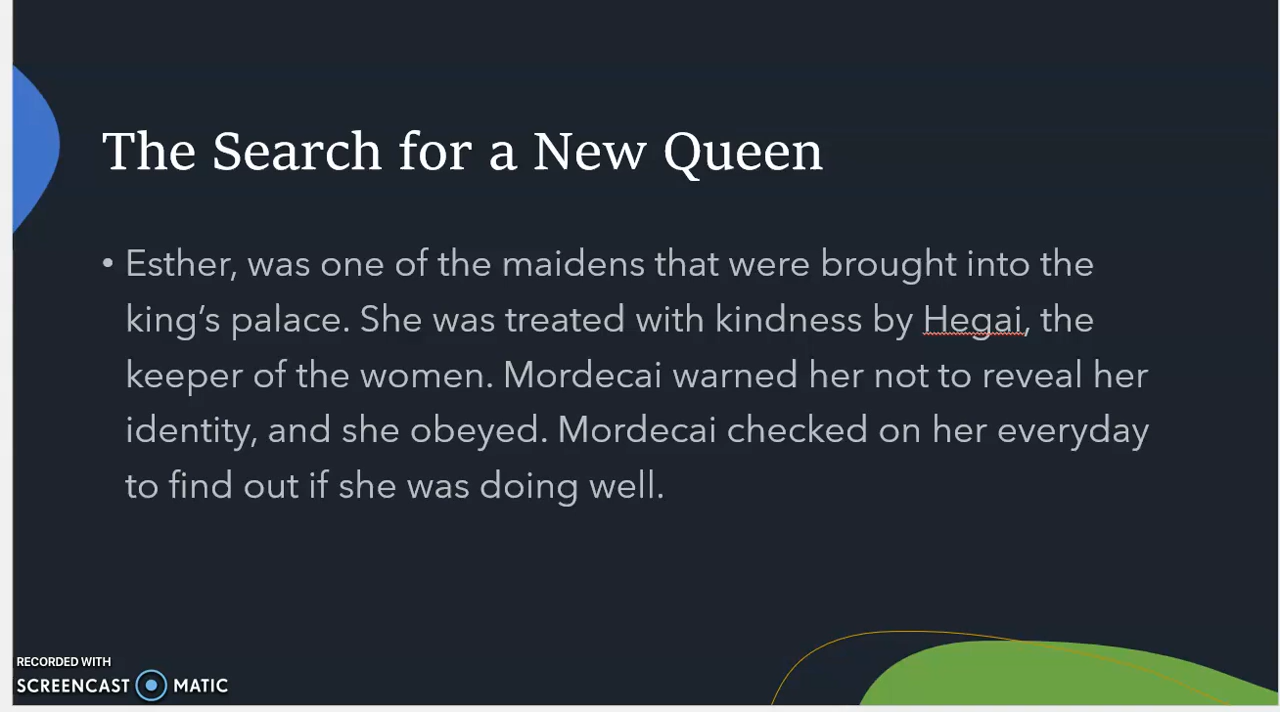 The Search for a New Queen
• Esther, was one of the maidens that were brought into the
king’s palace. She was treated with kindness by Hegai, the
keeper of the women. Mordecai warned her not to reveal her
identity, and she obeyed. Mordecai checked on her everyday
to find out if she was doing well.
RECORDED WITH
SCREENCAST MATIC